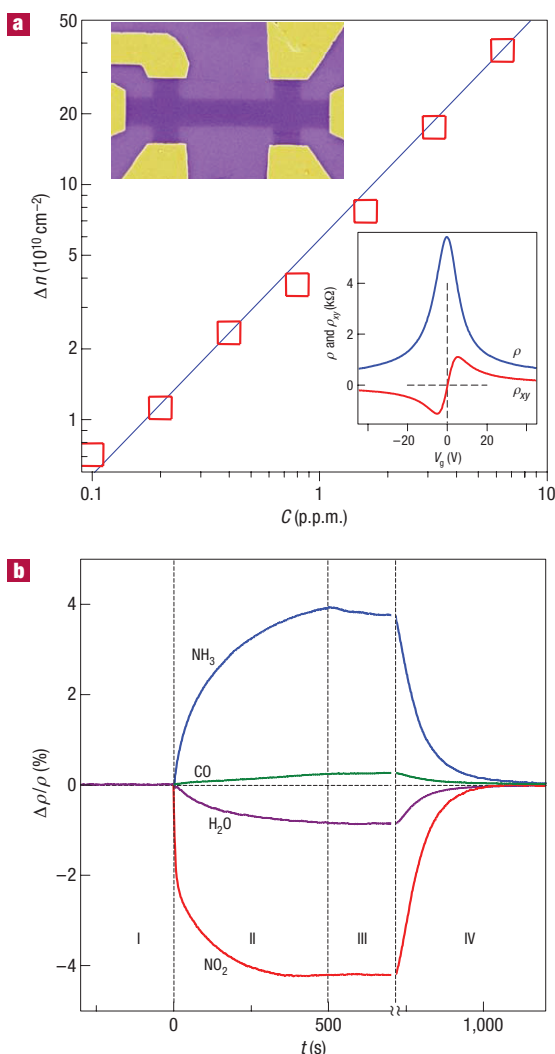 a
50
20
10
5
2
1
Δn (10¹⁰ cm⁻²)
0.1
1
10
C (p.p.m.)
ρ and ρxy (kΩ)
4
2
0
ρ
ρxy
−20
0
20
Vg (V)
b
4
2
0
−2
−4
Δρ/ρ (%)
NH₃
CO
H₂O
NO₂
I
II
III
IV
0
500
1,000
t (s)